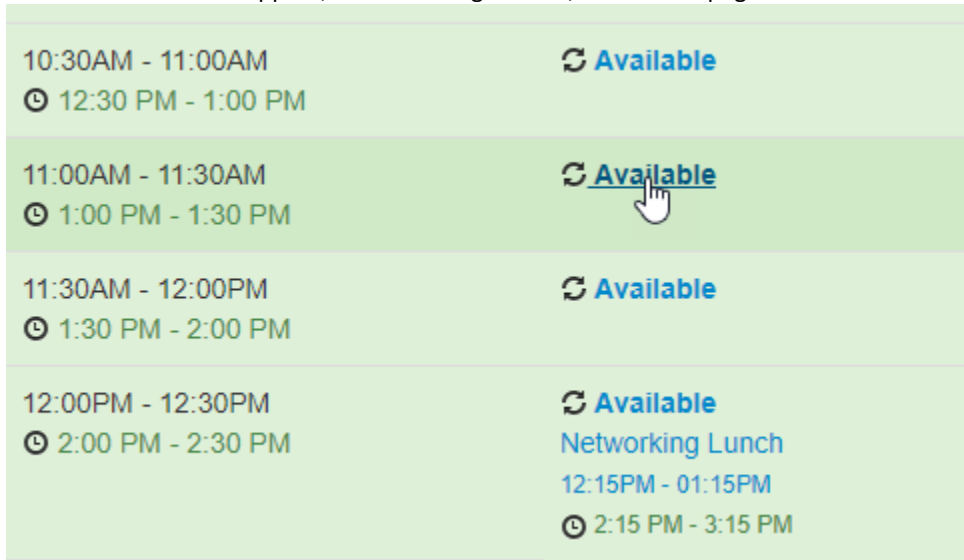 10:30AM - 11:00AM
Available
12:30 PM - 1:00 PM
11:00AM - 11:30AM
Available
1:00 PM - 1:30 PM
11:30AM - 12:00PM
Available
1:30 PM - 2:00 PM
12:00PM - 12:30PM
2:00 PM - 2:30 PM
Available
Networking Lunch
12:15PM - 01:15PM
2:15 PM - 3:15 PM